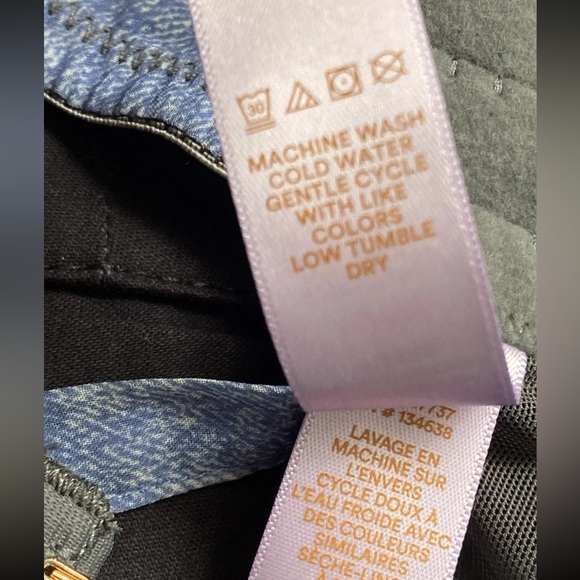 30
MACHINE WASH
COLD WATER
GENTLE CYCLE
WITH LIKE
COLORS
LOW TUMBLE
DRY
# 134638
LAVAGE EN
MACHINE SUR
L'ENVERS
CYCLE DOUX À
L'EAU FROIDE AVEC
DES COULEURS
SIMILAIRES